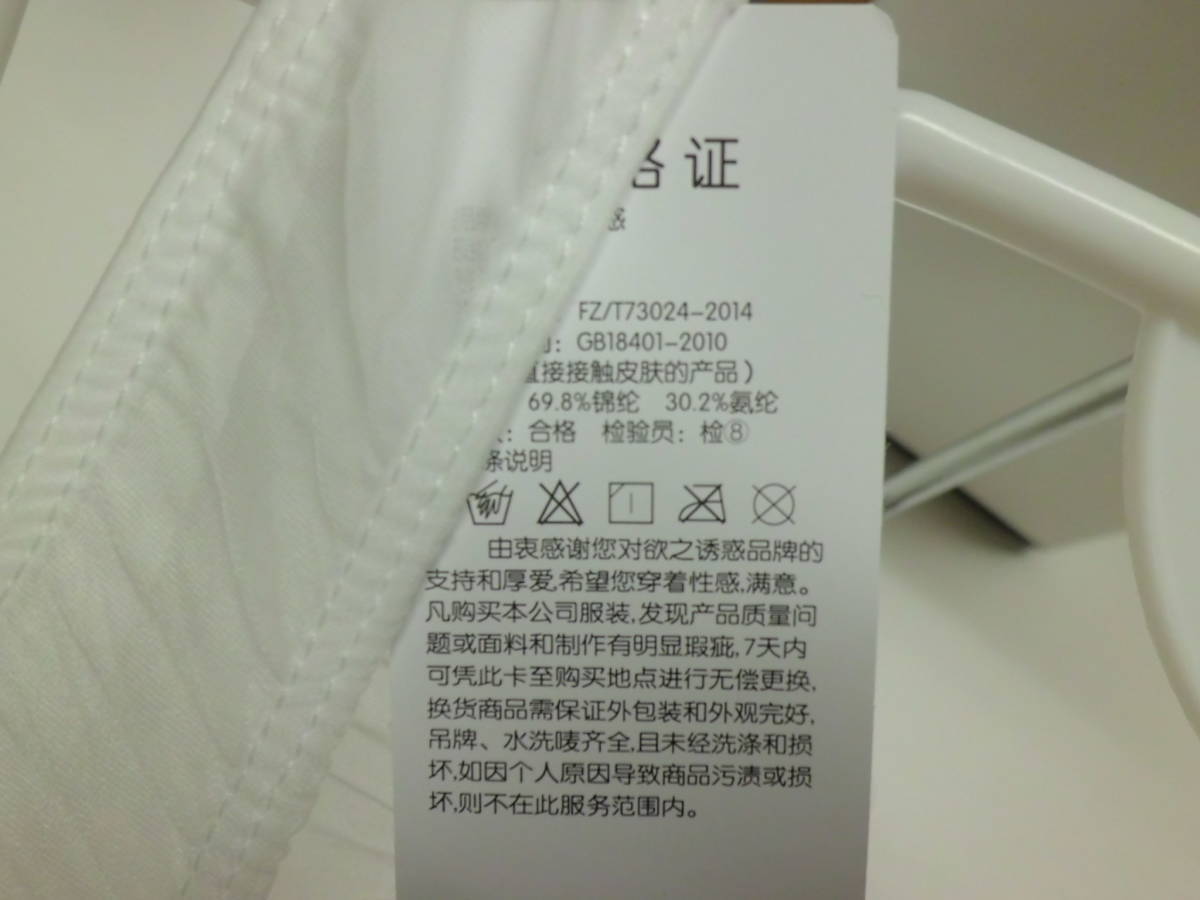 格证
感
FZ/T73024-2014
GB18401-2010
直接接触皮肤的产品）
69.8%锦纶 30.2%氨纶
：合格 检验员：检⑧
条说明
由衷感谢您对欲之诱惑品牌的
支持和厚爱,希望您穿着性感,满意。
凡购买本公司服装,发现产品质量问
题或面料和制作有明显瑕疵,7天内
可凭此卡至购买地点进行无偿更换,
换货商品需保证外包装和外观完好,
吊牌、水洗唛齐全,且未经洗涤和损
坏,如因个人原因导致商品污渍或损
坏,则不在此服务范围内。